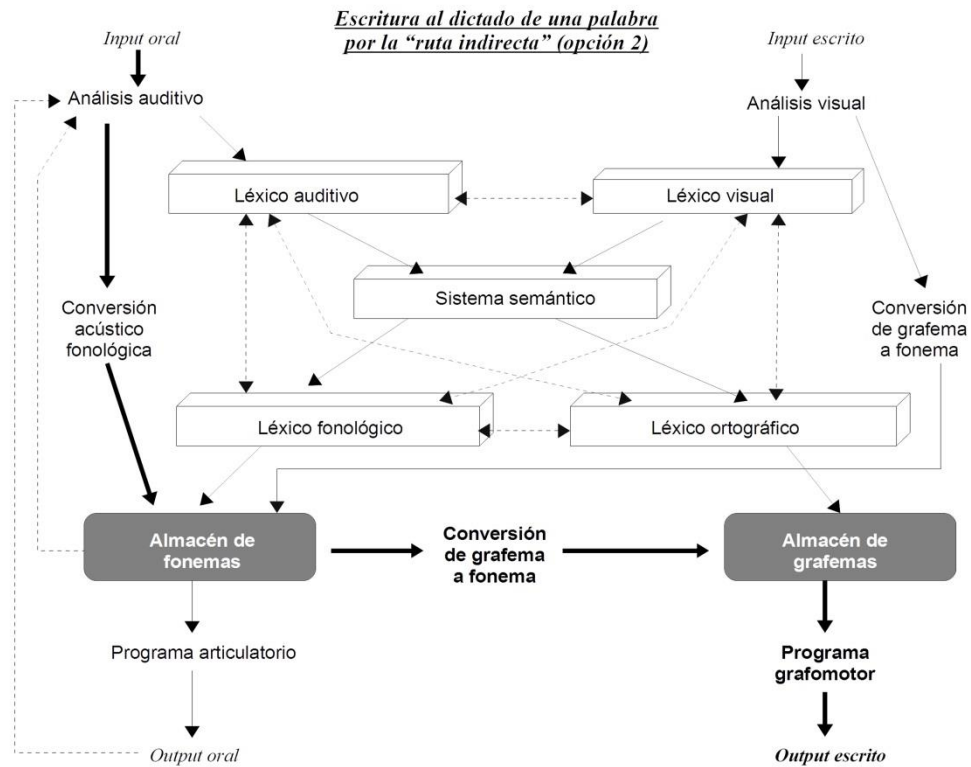 Escritura al dictado de una palabra
por la “ruta indirecta” (opción 2)
Input oral
Input escrito
Análisis auditivo
Análisis visual
Léxico auditivo
Léxico visual
Sistema semántico
Conversión
acústico
fonológica
Conversión
de grafema
a fonema
Léxico fonológico
Léxico ortográfico
Almacén de
fonemas
Conversión
de grafema
a fonema
Almacén de
grafemas
Programa articulatorio
Programa
grafomotor
Output oral
Output escrito